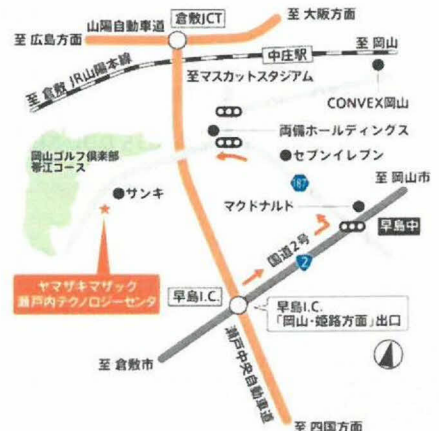 倉敷JCT
至 大阪方面
山陽自動車道
至 広島方面
中庄駅
至 岡山
至 倉敷
JR山陽本線
至マスカットスタジアム
CONVEX岡山
両備ホールディングス
岡山ゴルフ倶楽部
帯江コース
セブンイレブン
187
至 岡山市
サンキ
マクドナルド
早島中
国道2号
2
ヤマザキマザック
瀬戸内テクノロジーセンタ
早島I.C.
早島I.C.
「岡山・姫路方面」出口
至 倉敷市
瀬戸中央自動車道
至 四国方面